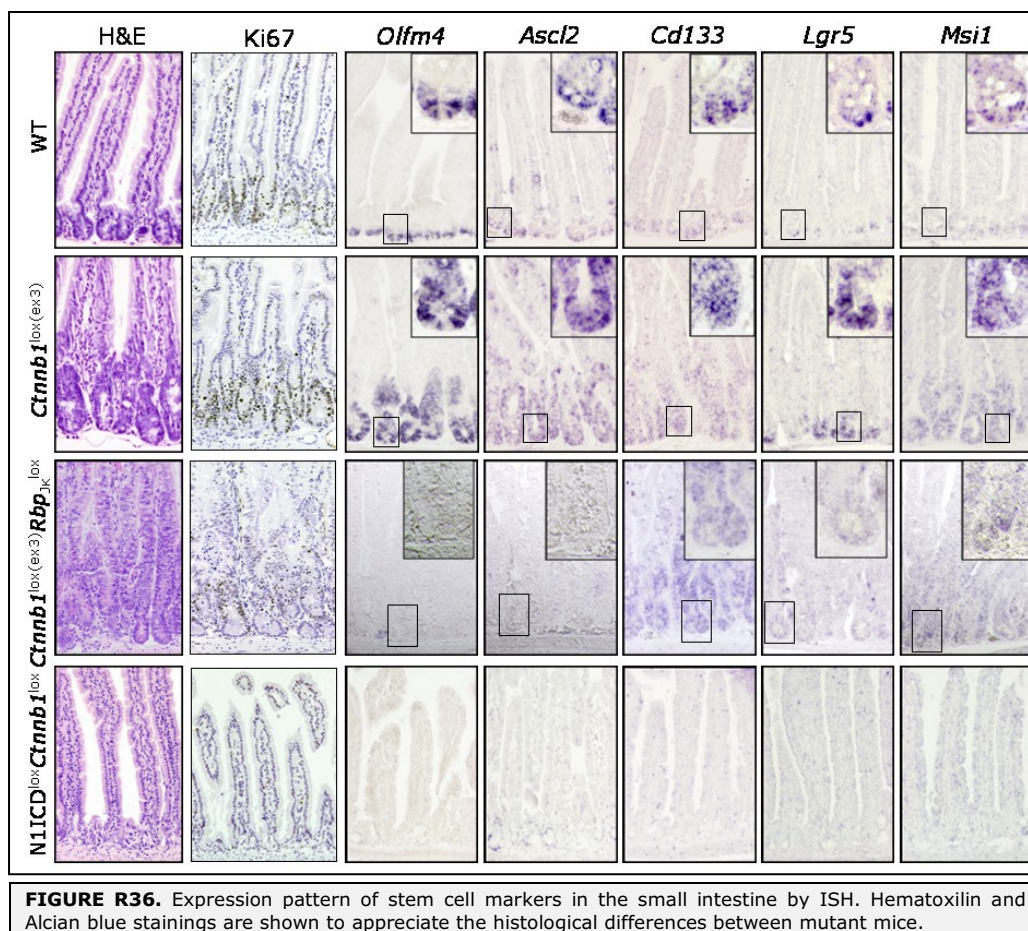 H&E Ki67 Olfm4 Ascl2 Cd133 Lgr5 Msi1
WT
Ctnnb1lox(ex3)
Ctnnb1lox(ex3)RbpJKlox
N1ICDloxCtnnb1lox
FIGURE R36. Expression pattern of stem cell markers in the small intestine by ISH. Hematoxilin and
Alcian blue stainings are shown to appreciate the histological differences between mutant mice.